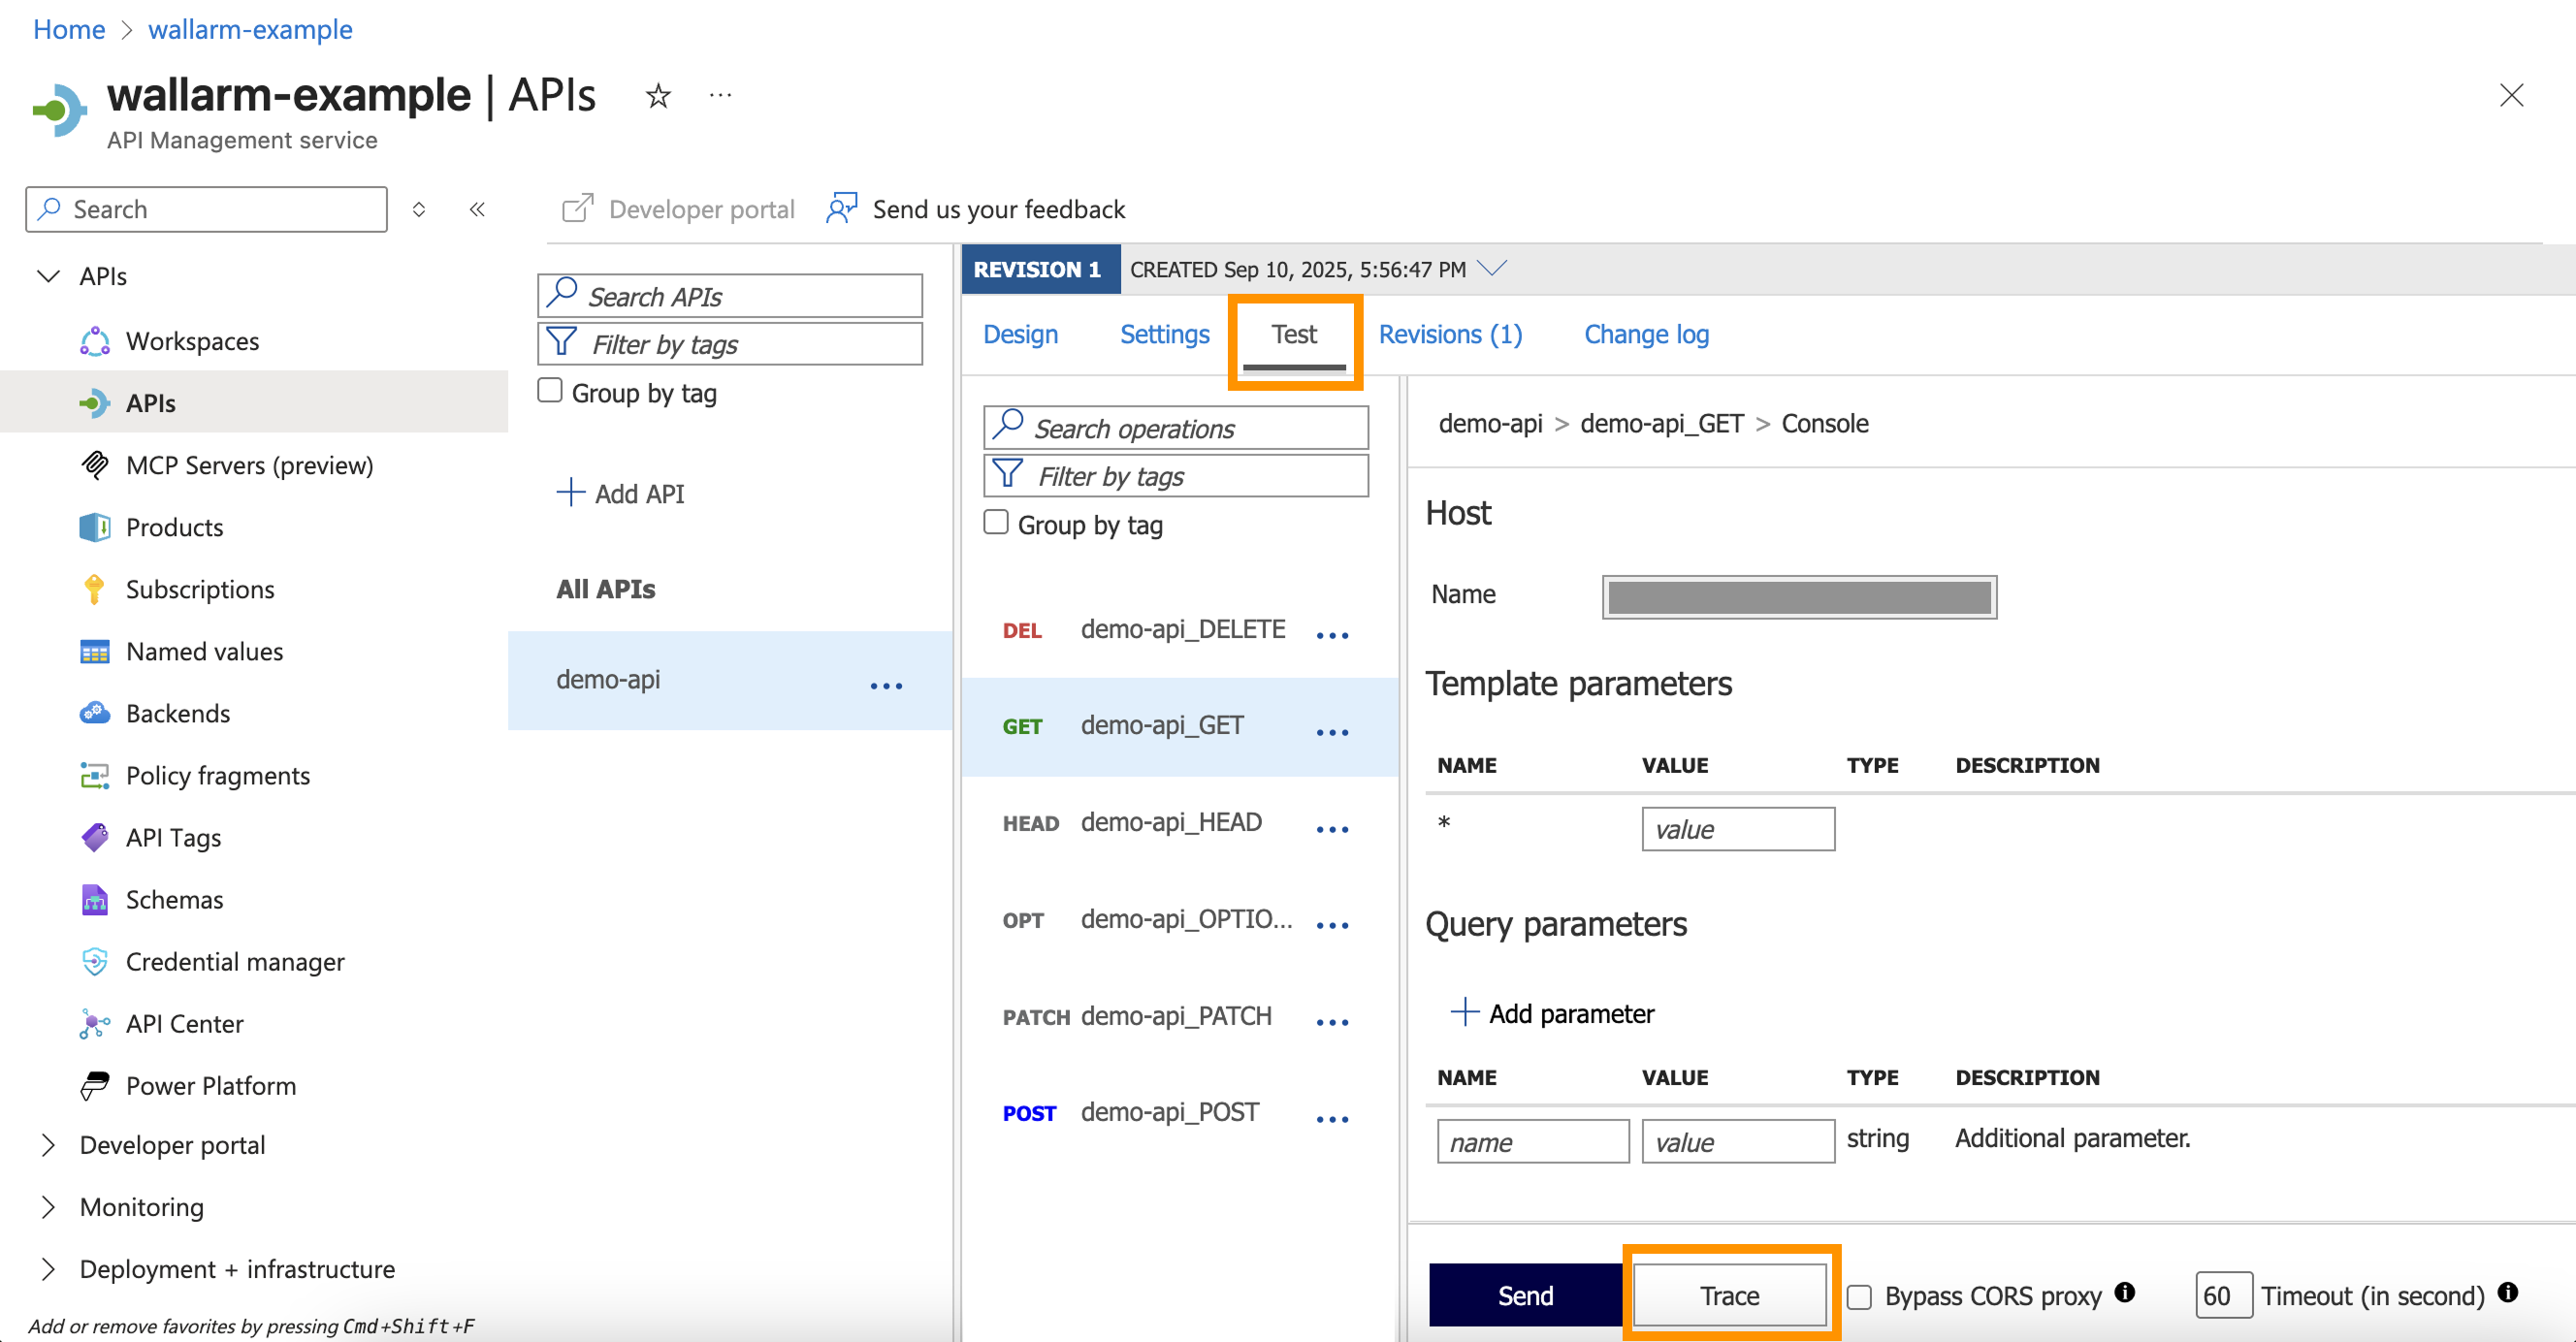 Home > wallarm-example
wallarm-example | APIs ☆ ...
API Management service
Search
APIs
Workspaces
APIs
MCP Servers (preview)
Products
Subscriptions
Named values
Backends
Policy fragments
API Tags
Schemas
Credential manager
API Center
Power Platform
Developer portal
Monitoring
Deployment + infrastructure
Add or remove favorites by pressing Cmd+Shift+F
Developer portal Send us your feedback
Search APIs
Filter by tags
Group by tag
+ Add API
All APIs
demo-api ...
REVISION 1 CREATED Sep 10, 2025, 5:56:47 PM
Design Settings Test Revisions (1) Change log
Search operations
Filter by tags
Group by tag
DEL demo-api_DELETE ...
GET demo-api_GET ...
HEAD demo-api_HEAD ...
OPT demo-api_OPTIO... ...
PATCH demo-api_PATCH ...
POST demo-api_POST ...
demo-api > demo-api_GET > Console
Host
Name
Template parameters
NAME VALUE TYPE DESCRIPTION
* value
Query parameters
+ Add parameter
NAME VALUE TYPE DESCRIPTION
name value string Additional parameter.
Send Trace Bypass CORS proxy 60 Timeout (in second)